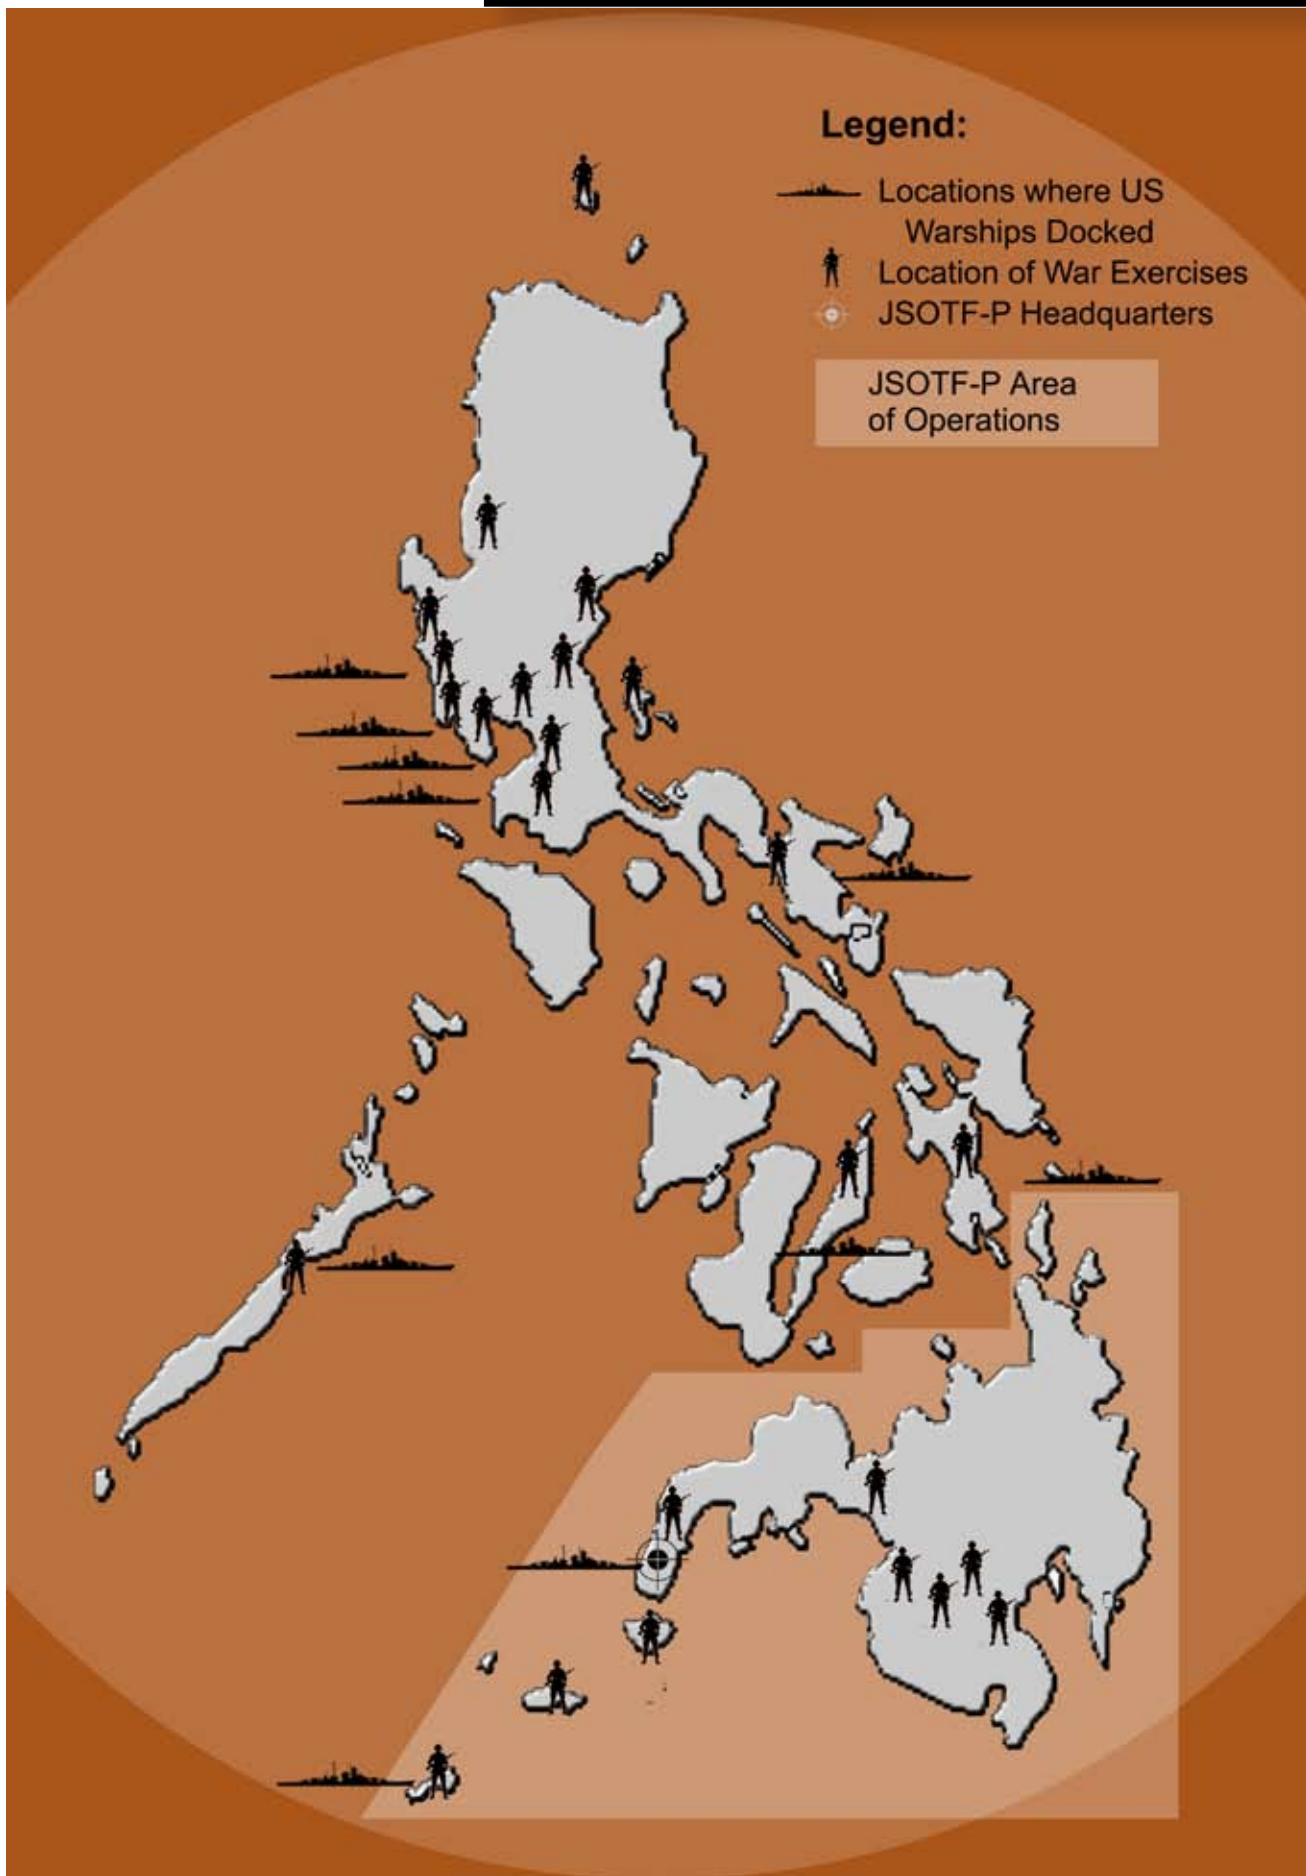 Legend:
Locations where US
Warships Docked
Location of War Exercises
JSOTF-P Headquarters
JSOTF-P Area
of Operations